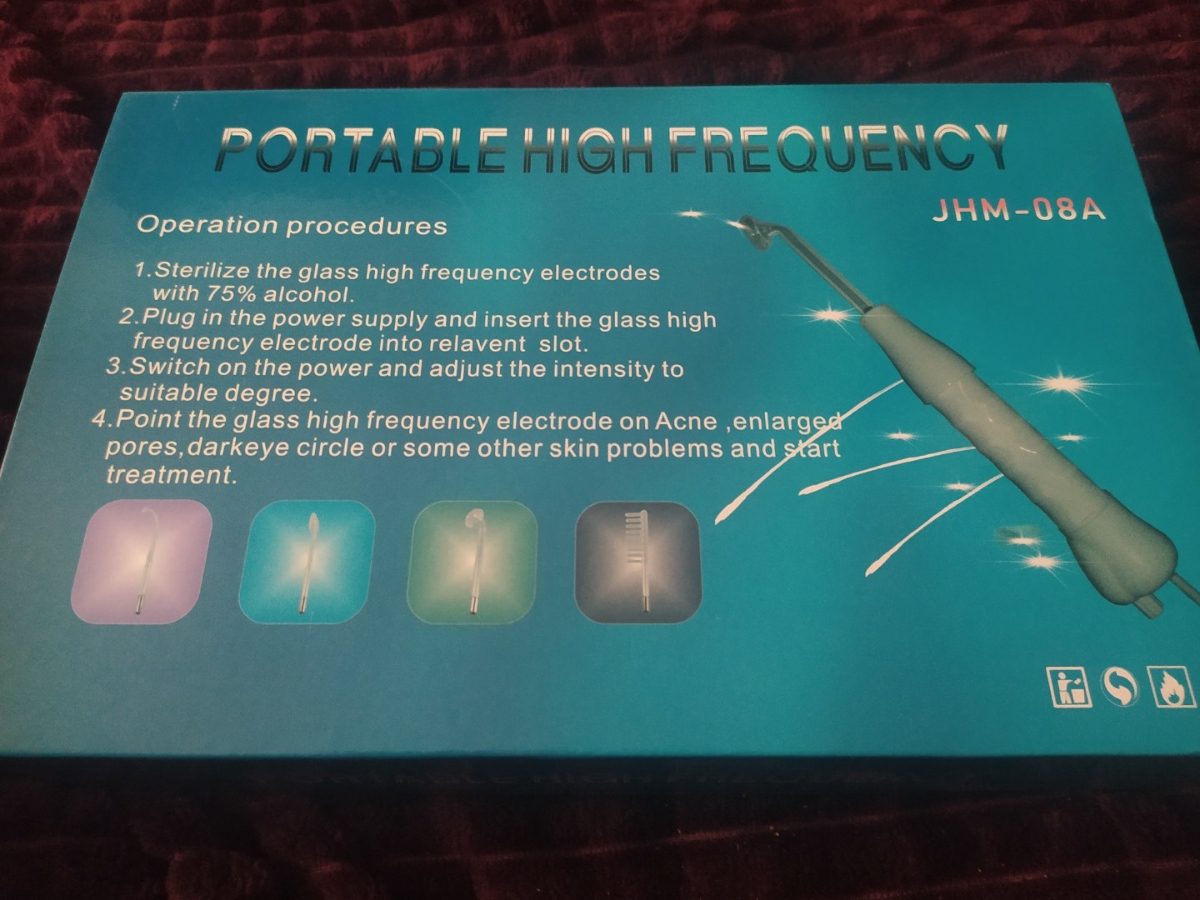 PORTABLE HIGH FREQUENCY
JHM-08A
Operation procedures
1.Sterilize the glass high frequency electrodes
with 75% alcohol.
2.Plug in the power supply and insert the glass high
frequency electrode into relavent slot.
3.Switch on the power and adjust the intensity to
suitable degree.
4.Point the glass high frequency electrode on Acne ,enlarged
pores,darkeye circle or some other skin problems and start
treatment.